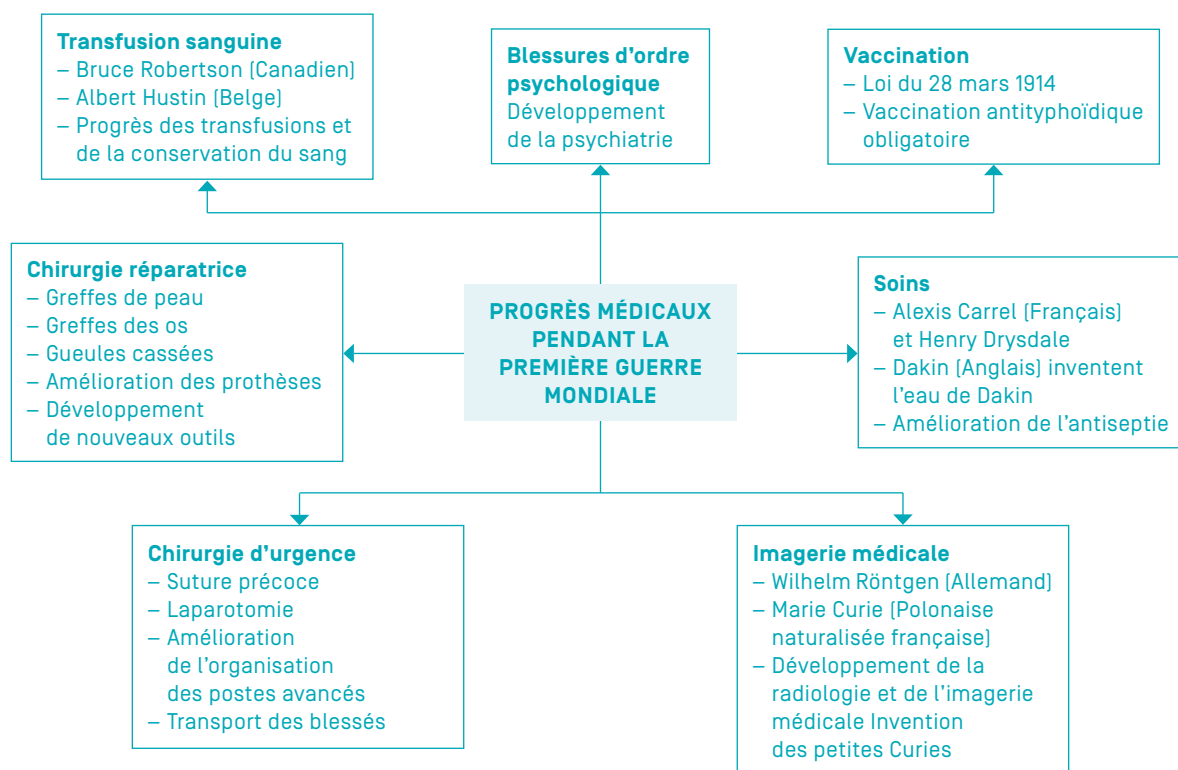 Transfusion sanguine
– Bruce Robertson (Canadien)
– Albert Hustin (Belge)
– Progrès des transfusions et
de la conservation du sang
Blessures d’ordre
psychologique
Développement
de la psychiatrie
Vaccination
– Loi du 28 mars 1914
– Vaccination antityphoïdique
obligatoire
Chirurgie réparatrice
– Greffes de peau
– Greffes des os
– Gueules cassées
– Amélioration des prothèses
– Développement
de nouveaux outils
PROGRÈS MÉDICAUX
PENDANT LA
PREMIÈRE GUERRE
MONDIALE
Soins
– Alexis Carrel (Français)
et Henry Drysdale
– Dakin (Anglais) inventent
l’eau de Dakin
– Amélioration de l’antiseptie
Chirurgie d’urgence
– Suture précoce
– Laparotomie
– Amélioration
de l’organisation
des postes avancés
– Transport des blessés
Imagerie médicale
– Wilhelm Röntgen (Allemand)
– Marie Curie (Polonaise
naturalisée française)
– Développement de la
radiologie et de l’imagerie
médicale Invention
des petites Curies